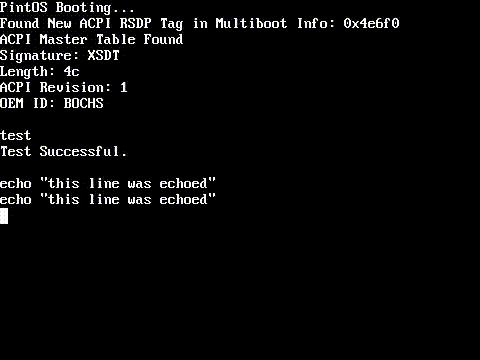 PintOS Booting...
Found New ACPI RSDP Tag in Multiboot Info: 0x4e6f0
ACPI Master Table Found
Signature: XSDT
Length: 4c
ACPI Revision: 1
OEM ID: BOCHS
test
Test Successful.
echo "this line was echoed"
echo "this line was echoed"